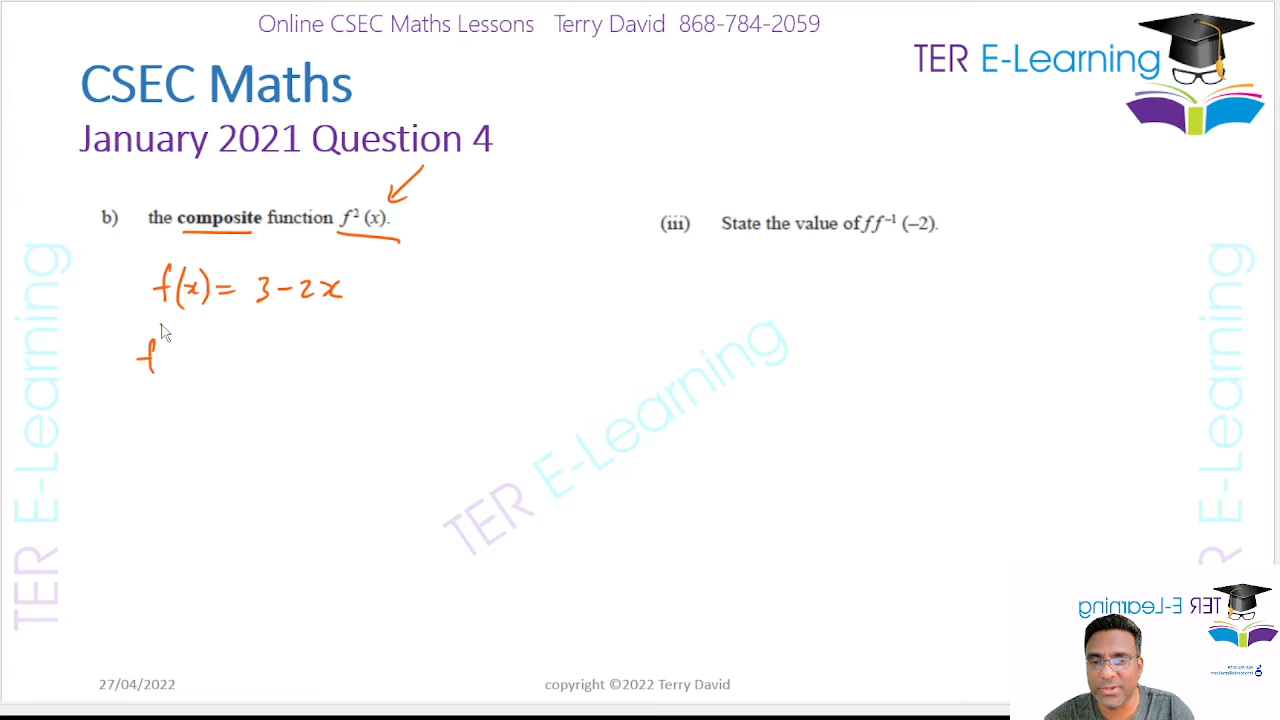 Online CSEC Maths Lessons Terry David 868-784-2059
TER E-Learning
CSEC Maths
January 2021 Question 4
b) the composite function f² (x).
(iii) State the value of ff⁻¹ (–2).
f(x) = 3 - 2x
f
TER E-Learning
TER E-Learning
TER E-Learning
TER E-Learning
27/04/2022
copyright ©2022 Terry David